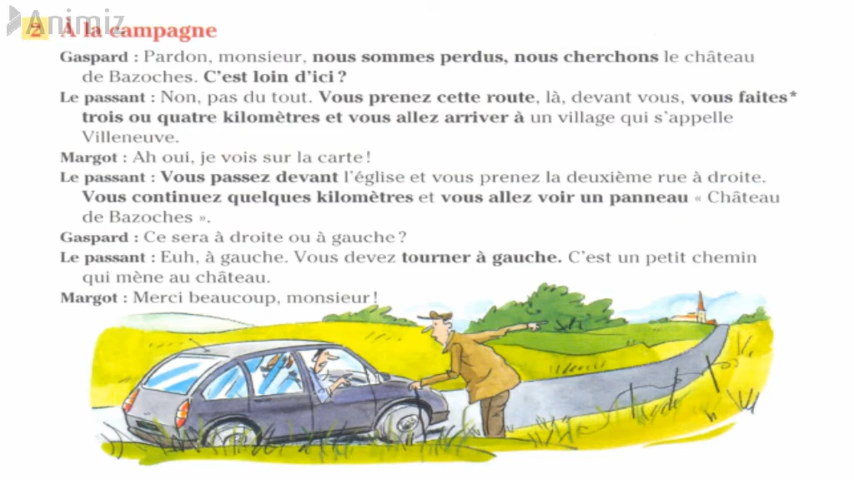 Animiz
2 À la campagne
Gaspard : Pardon, monsieur, nous sommes perdus, nous cherchons le château
de Bazoches. C'est loin d'ici ?
Le passant : Non, pas du tout. Vous prenez cette route, là, devant vous, vous faites*
trois ou quatre kilomètres et vous allez arriver à un village qui s'appelle
Villeneuve.
Margot : Ah oui, je vois sur la carte !
Le passant : Vous passez devant l'église et vous prenez la deuxième rue à droite.
Vous continuez quelques kilomètres et vous allez voir un panneau « Château
de Bazoches ».
Gaspard : Ce sera à droite ou à gauche ?
Le passant : Euh, à gauche. Vous devez tourner à gauche. C'est un petit chemin
qui mène au château.
Margot : Merci beaucoup, monsieur !